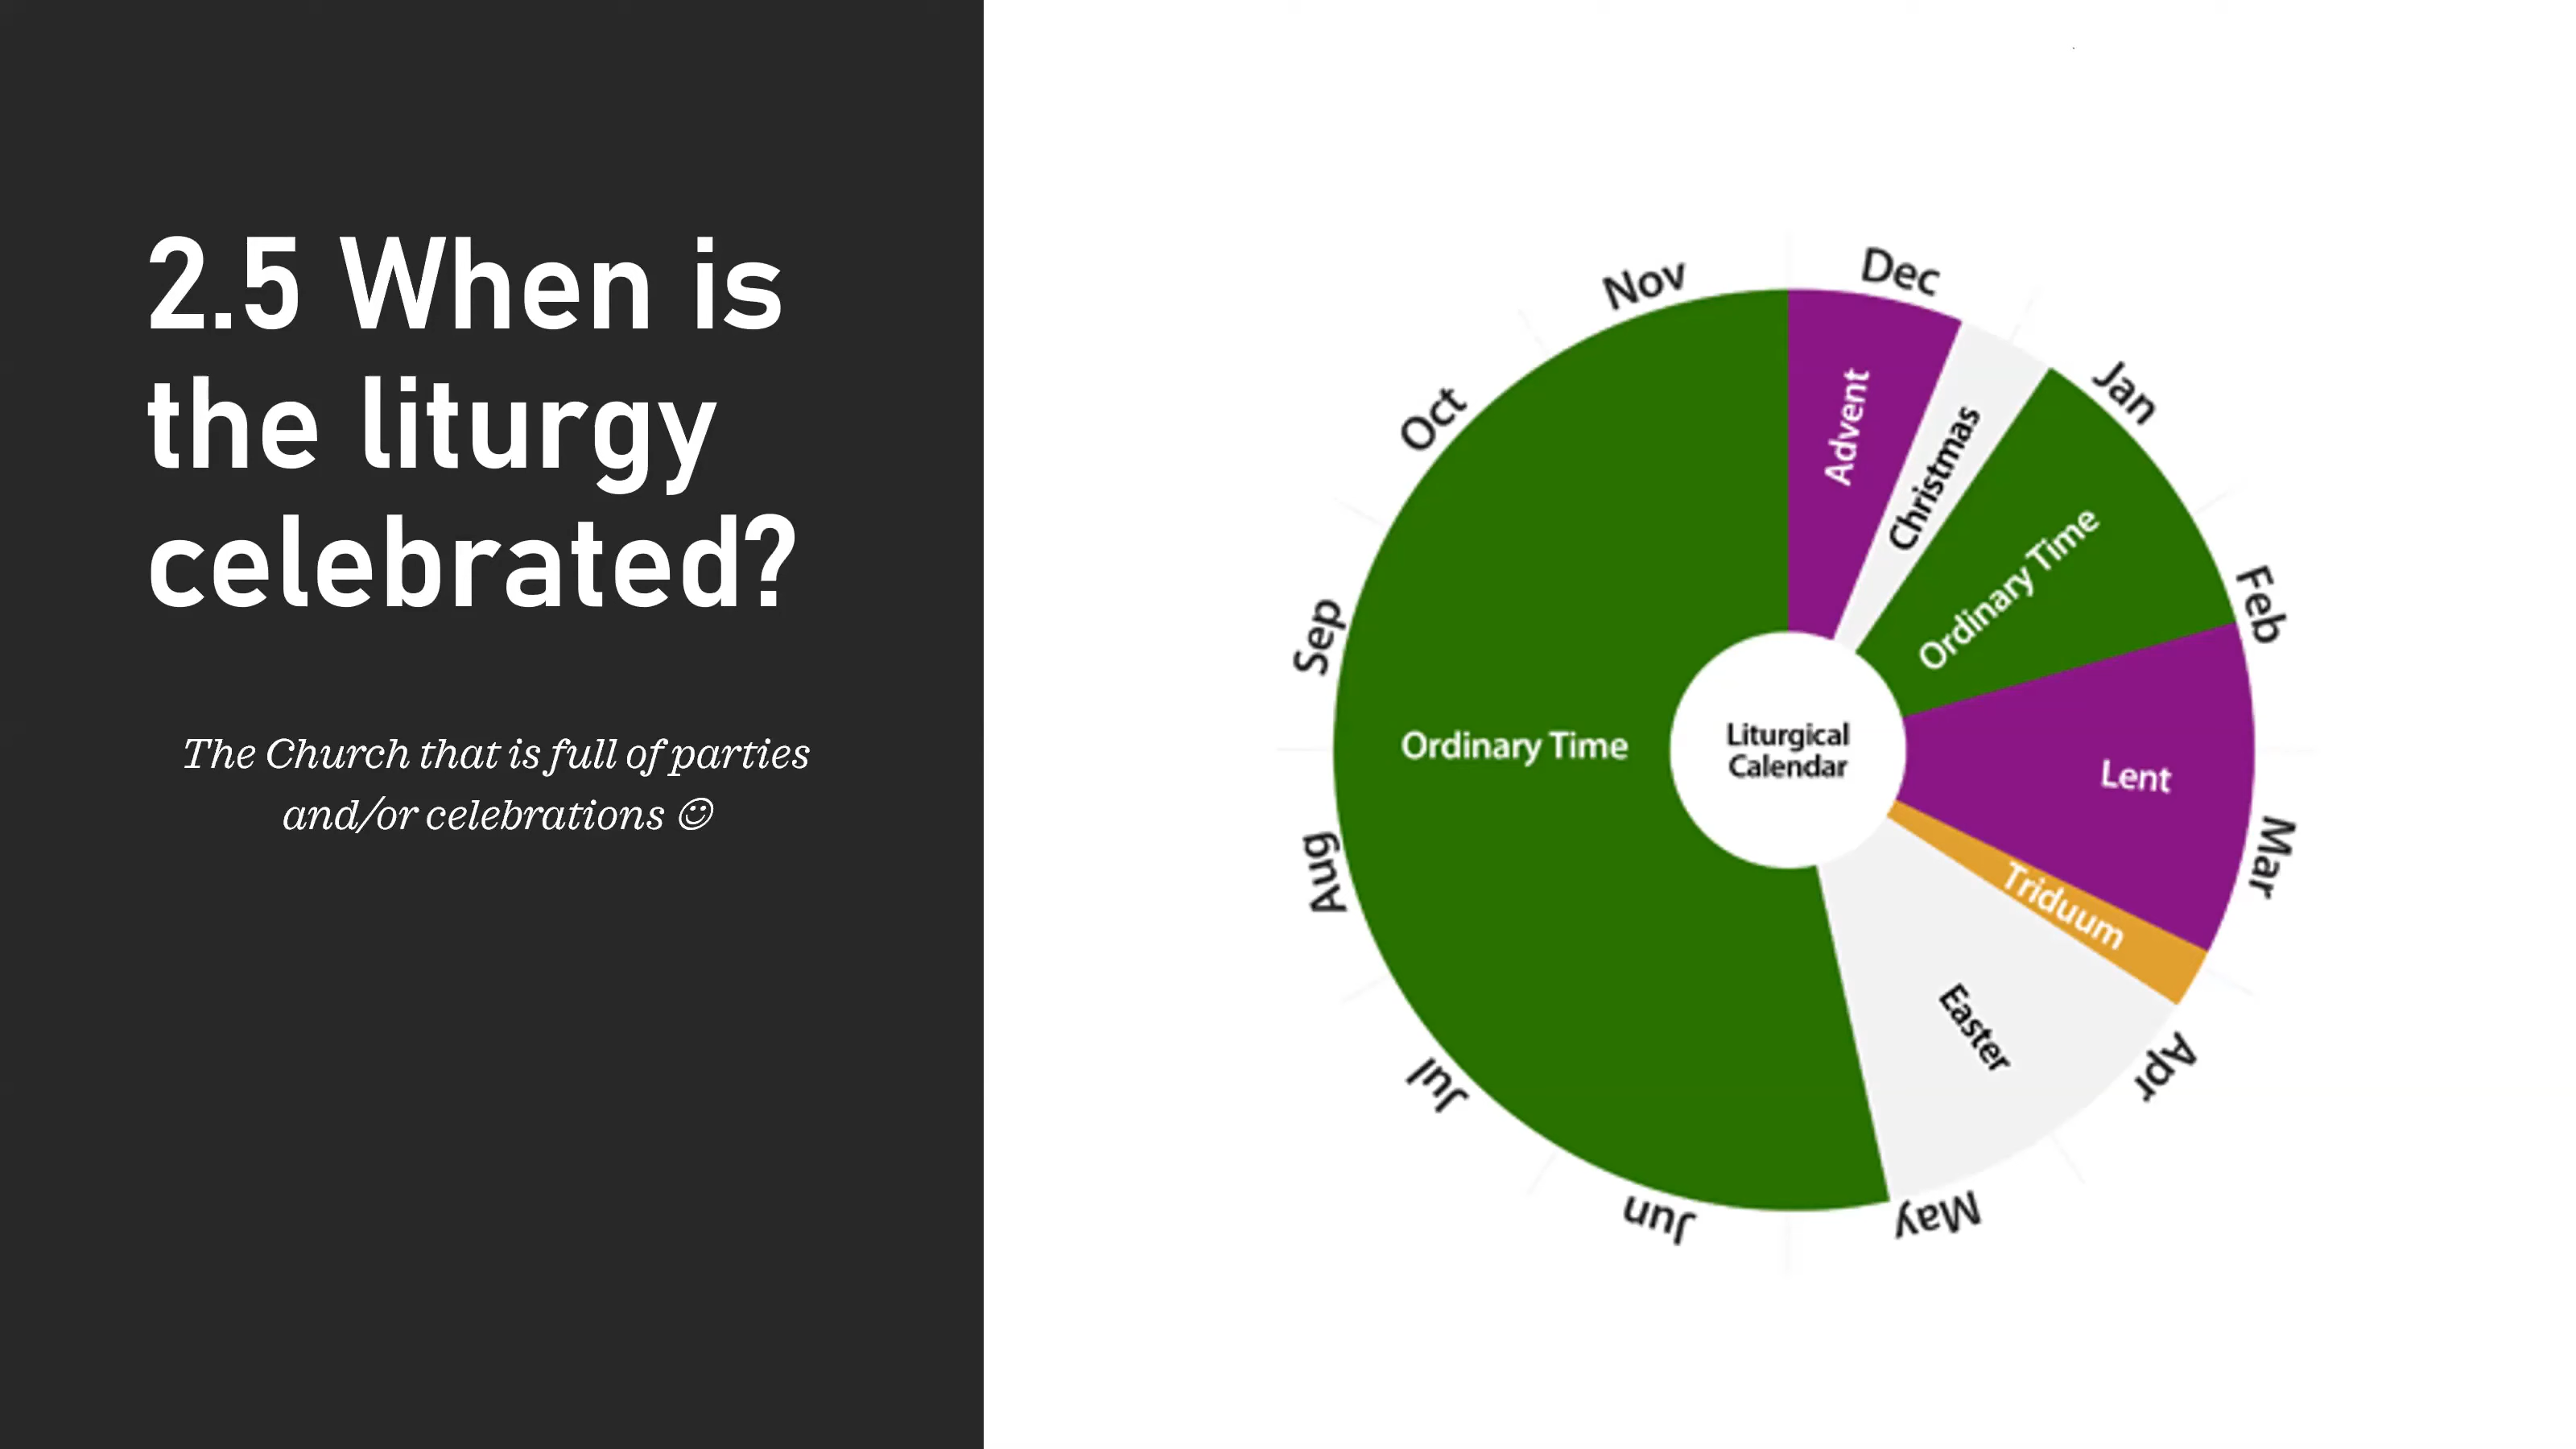 2.5 When is
the liturgy
celebrated?
The Church that is full of parties
and/or celebrations ☺
Dec
Jan
Feb
Mar
Apr
May
Jun
Jul
Aug
Sep
Oct
Nov
Advent
Christmas
Ordinary Time
Lent
Triduum
Easter
Ordinary Time
Liturgical
Calendar